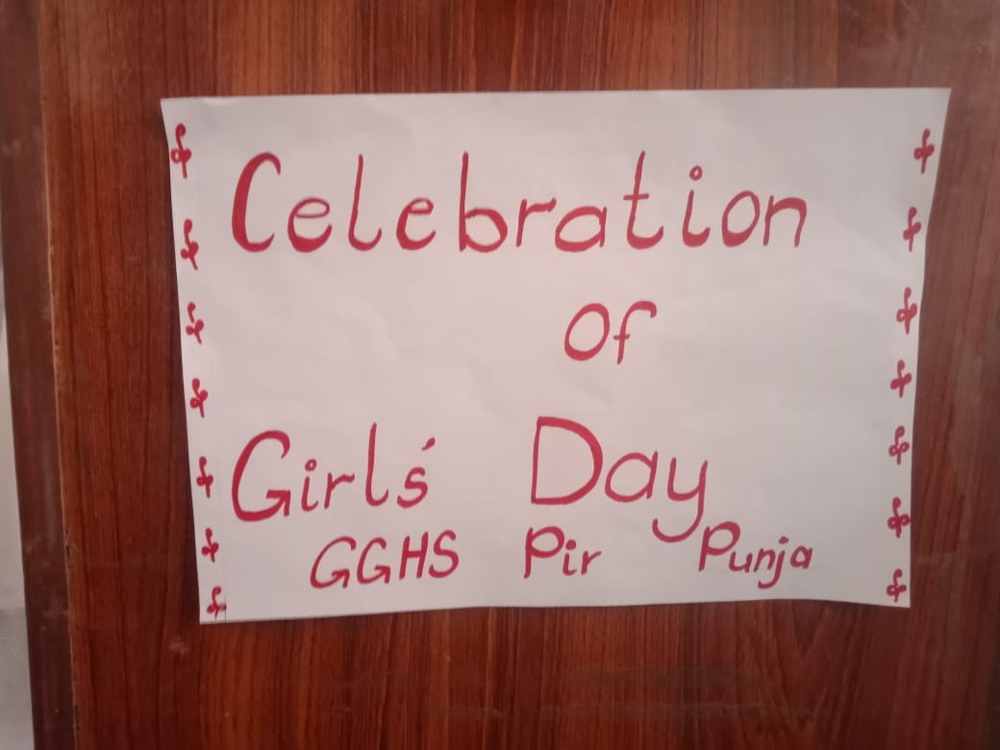 Celebration
Of
Girls' Day
GGHS Pir Punja